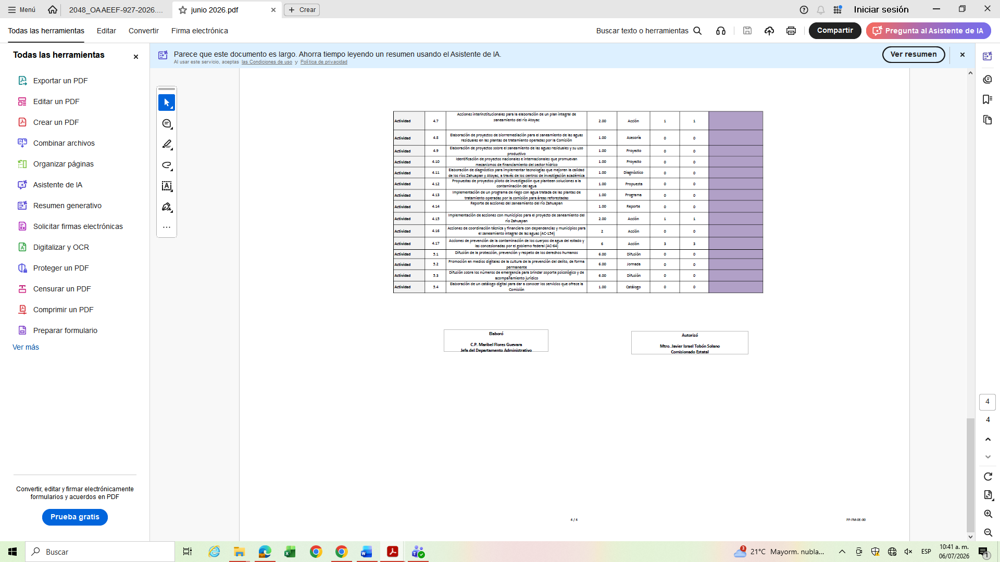 Menú
2048_OAAEEF-927-2026....
junio 2026.pdf
Crear
Iniciar sesión
Todas las herramientas
Editar
Convertir
Firma electrónica
Buscar texto o herramientas
Compartir
Pregunta al Asistente de IA
Todas las herramientas
Parece que este documento es largo. Ahorra tiempo leyendo un resumen usando el Asistente de IA.
Al usar este servicio, aceptas las Condiciones de uso y Política de privacidad
Ver resumen
Exportar un PDF
Editar un PDF
Crear un PDF
Combinar archivos
Organizar páginas
Asistente de IA
Resumen generativo
Solicitar firmas electrónicas
Digitalizar y OCR
Proteger un PDF
Censurar un PDF
Comprimir un PDF
Preparar formulario
Ver más
Convertir, editar y firmar electrónicamente
formularios y acuerdos en PDF
Prueba gratis
Actividad 4.7 Acciones interinstitucionales para la elaboración de un plan integral de
saneamiento del río Atoyac 2.00 Acción 1 1
Actividad 4.8 Elaboración de proyectos de biorremediación para el saneamiento de las aguas
residuales en las plantas de tratamiento operadas por la Comisión 1.00 Asesoría 0 0
Actividad 4.9 Elaboración de proyectos sobre el saneamiento de las aguas residuales y su uso
productivo 1.00 Proyecto 0 0
Actividad 4.10 Identificación de proyectos nacionales e internacionales que promuevan
mecanismos de financiamiento del sector hídrico 1.00 Proyecto 0 0
Actividad 4.11 Elaboración de diagnóstico para implementar tecnologías que mejoren la calidad
de los ríos Zahuapan y Atoyac, a través de los centros de investigación académica 1.00 Diagnóstico 0 0
Actividad 4.12 Propuestas de proyectos piloto de investigación que planteen soluciones a la
contaminación del agua 1.00 Propuesta 0 0
Actividad 4.13 Implementación de un programa de riego con agua tratada de las plantas de
tratamiento operadas por la comisión para áreas reforestadas 1.00 Programa 0 0
Actividad 4.14 Reporte de acciones del saneamiento del río Zahuapan 1.00 Reporte 0 0
Actividad 4.15 Implementación de acciones con municipios para el proyecto de saneamiento del
río Zahuapan 2.00 Acción 1 1
Actividad 4.16 Acciones de coordinación técnica y financiera con dependencias y municipios para
el saneamiento integral de las aguas (AC-154) 2 Acción 0 0
Actividad 4.17 Acciones de prevención de la contaminación de los cuerpos de agua del estado y
las concesionadas por el gobierno federal (AC-64) 6 Acción 3 3
Actividad 5.1 Difusión de la protección, prevención y respeto de los derechos humanos 6.00 Difusión 0 0
Actividad 5.2 Promoción en medios digitales de la cultura de la prevención del delito, de forma
permanente 6.00 Jornada 0 0
Actividad 5.3 Difusión sobre los números de emergencia para brindar soporte psicológico y de
acompañamiento jurídico 6.00 Difusión 0 0
Actividad 5.4 Elaboración de un catálogo digital para dar a conocer los servicios que ofrece la
Comisión 1.00 Catálogo 0 0
Elaboró
C.P. Maribel Flores Guevara
Jefa del Departamento Administrativo
Autorizó
Mtro. Javier Israel Tobón Solano
Comisionado Estatal
4 / 4
PP-FM-0E-00
4
4
Buscar
3
21°C Mayorm. nubla...
ESP
10:41 a. m.
06/07/2026
1